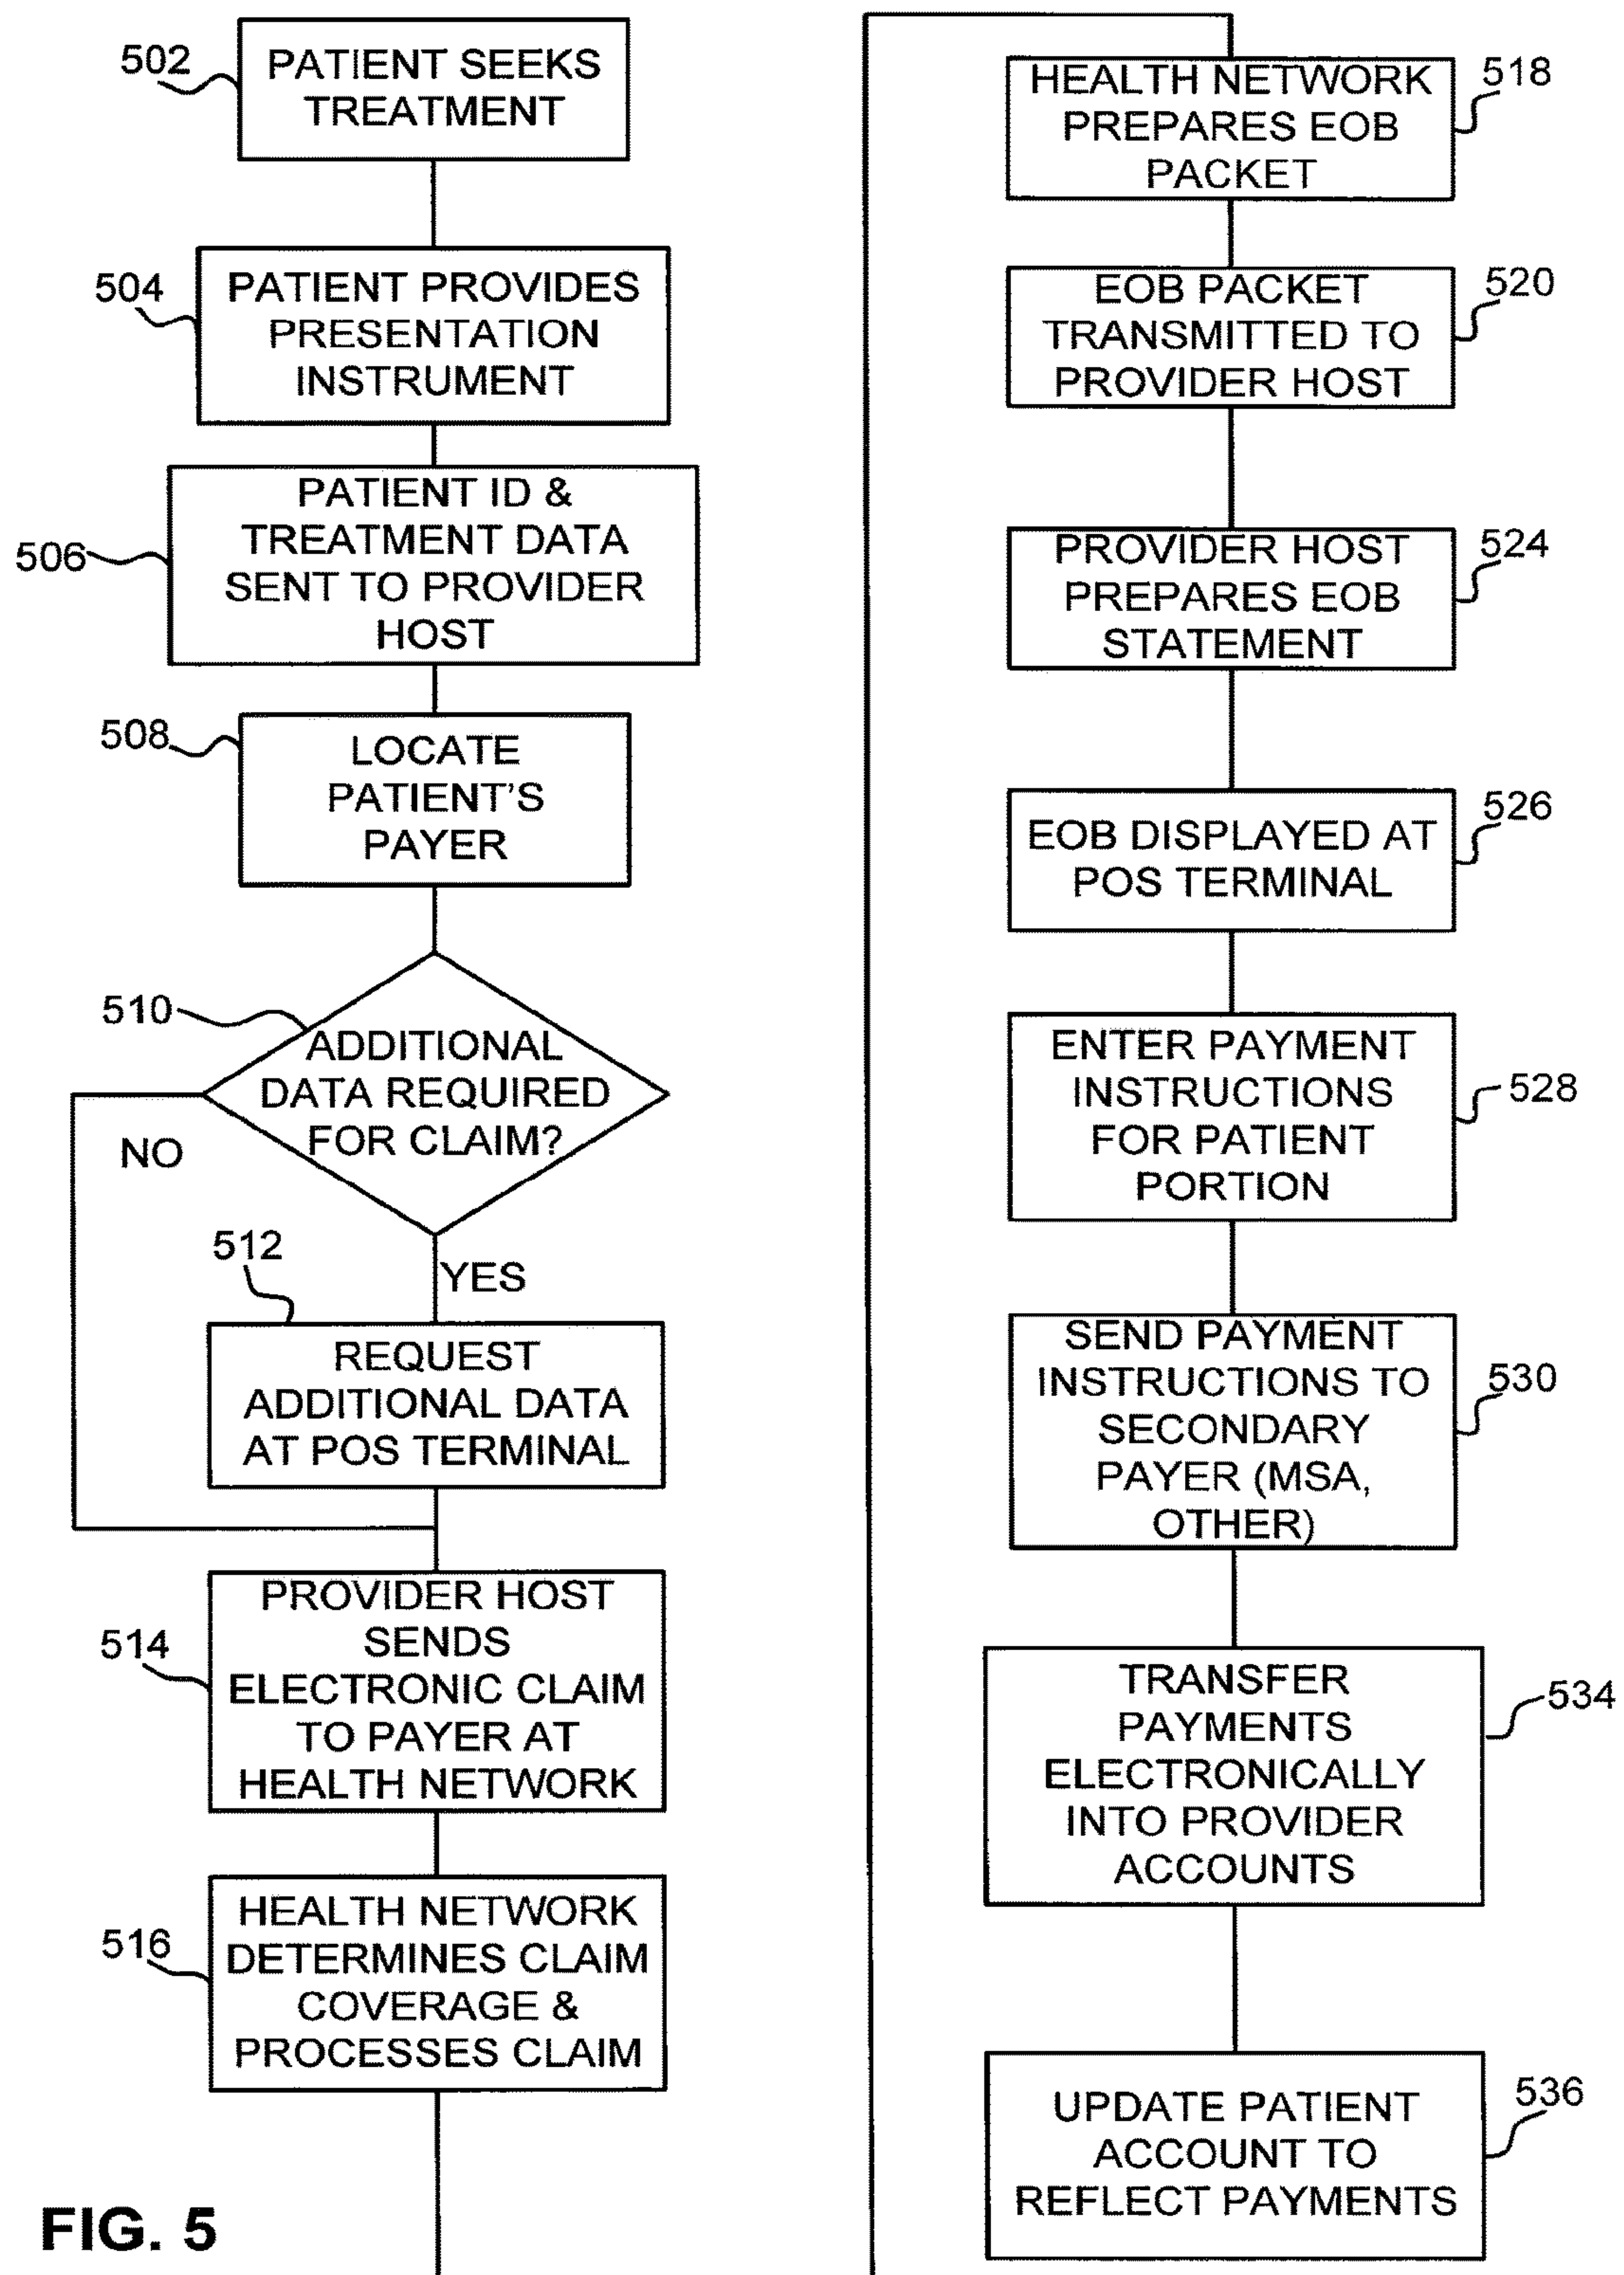 502
PATIENT SEEKS
TREATMENT
504
PATIENT PROVIDES
PRESENTATION
INSTRUMENT
506
PATIENT ID &
TREATMENT DATA
SENT TO PROVIDER
HOST
508
LOCATE
PATIENT'S
PAYER
510
ADDITIONAL
DATA REQUIRED
FOR CLAIM?
NO
YES
512
REQUEST
ADDITIONAL DATA
AT POS TERMINAL
514
PROVIDER HOST
SENDS
ELECTRONIC CLAIM
TO PAYER AT
HEALTH NETWORK
516
HEALTH NETWORK
DETERMINES CLAIM
COVERAGE &
PROCESSES CLAIM
518
HEALTH NETWORK
PREPARES EOB
PACKET
520
EOB PACKET
TRANSMITTED TO
PROVIDER HOST
524
PROVIDER HOST
PREPARES EOB
STATEMENT
526
EOB DISPLAYED AT
POS TERMINAL
528
ENTER PAYMENT
INSTRUCTIONS
FOR PATIENT
PORTION
530
SEND PAYMENT
INSTRUCTIONS TO
SECONDARY
PAYER (MSA,
OTHER)
534
TRANSFER
PAYMENTS
ELECTRONICALLY
INTO PROVIDER
ACCOUNTS
536
UPDATE PATIENT
ACCOUNT TO
REFLECT PAYMENTS
FIG. 5